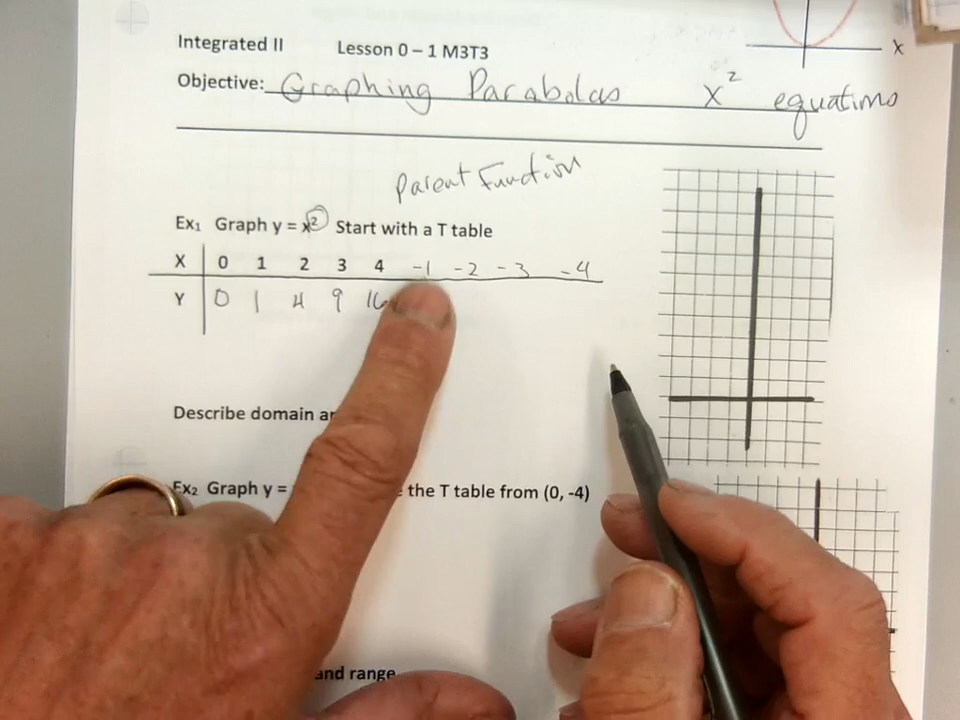 Integrated II Lesson 0 – 1 M3T3
x
Objective: Graphing Parabolas x² equations
Parent Function
Ex₁ Graph y = x² Start with a T table
X 0 1 2 3 4 -1 -2 -3 -4
Y 0 1 4 9 16
Describe domain
Ex₂ Graph y = the T table from (0, -4)
and range